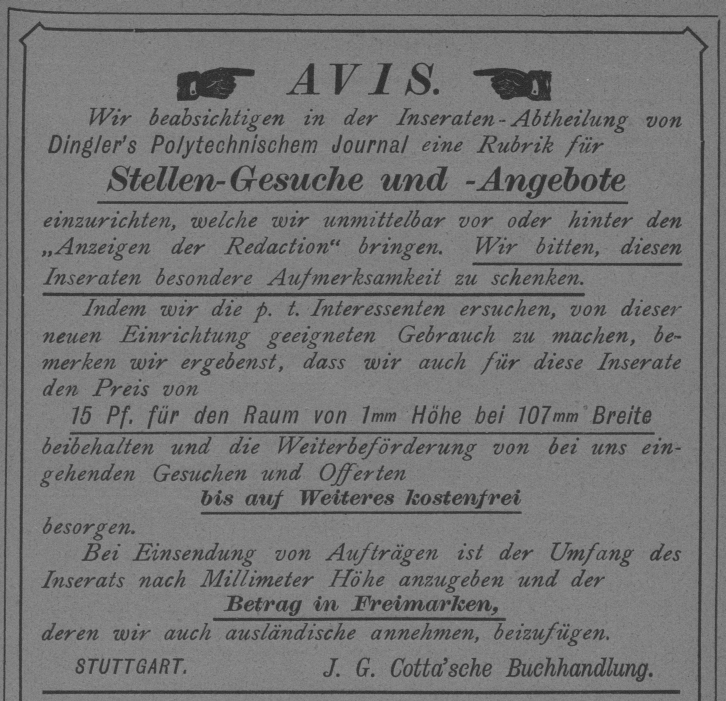 AVIS.
Wir beabsichtigen in der Inseraten-Abtheilung von
Dingler's Polytechnischem Journal eine Rubrik für
Stellen-Gesuche und -Angebote
einzurichten, welche wir unmittelbar vor oder hinter den
„Anzeigen der Redaction“ bringen. Wir bitten, diesen
Inseraten besondere Aufmerksamkeit zu schenken.
Indem wir die p. t. Interessenten ersuchen, von dieser
neuen Einrichtung geeigneten Gebrauch zu machen, be-
merken wir ergebenst, dass wir auch für diese Inserate
den Preis von
15 Pf. für den Raum von 1mm Höhe bei 107mm Breite
beibehalten und die Weiterbeförderung von bei uns ein-
gehenden Gesuchen und Offerten
bis auf Weiteres kostenfrei
besorgen.
Bei Einsendung von Aufträgen ist der Umfang des
Inserats nach Millimeter Höhe anzugeben und der
Betrag in Freimarken,
deren wir auch ausländische annehmen, beizufügen.
STUTTGART. J. G. Cotta'sche Buchhandlung.